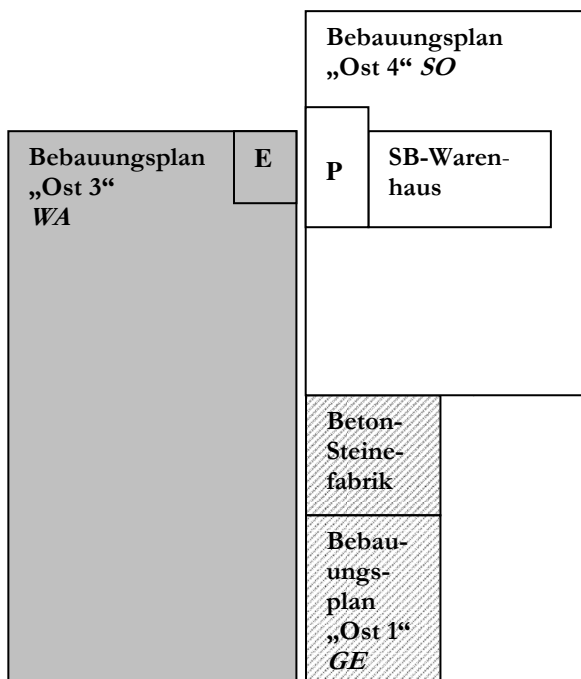 Bebauungsplan
„Ost 4“ SO
Bebauungsplan
„Ost 3“
WA
E
P
SB-Waren-
haus
Beton-
Steine-
fabrik
Bebau-
ungs-
plan
„Ost 1“
GE